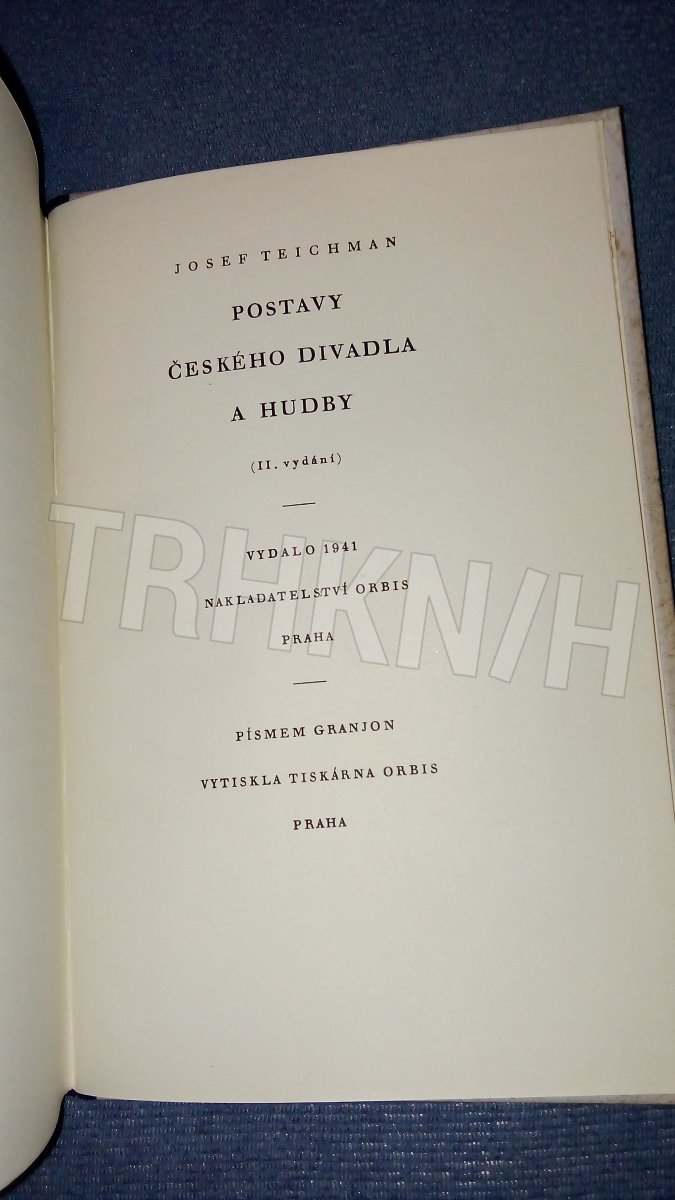 JOSEF TEICHMAN
POSTAVY
ČESKÉHO DIVADLA
A HUDBY
(II. vydání)
VYDALO 1941
NAKLADATELSTVÍ ORBIS
PRAHA
TRHKN/H
PÍSMEM GRANJON
VYTISKLA TISKÁRNA ORBIS
PRAHA